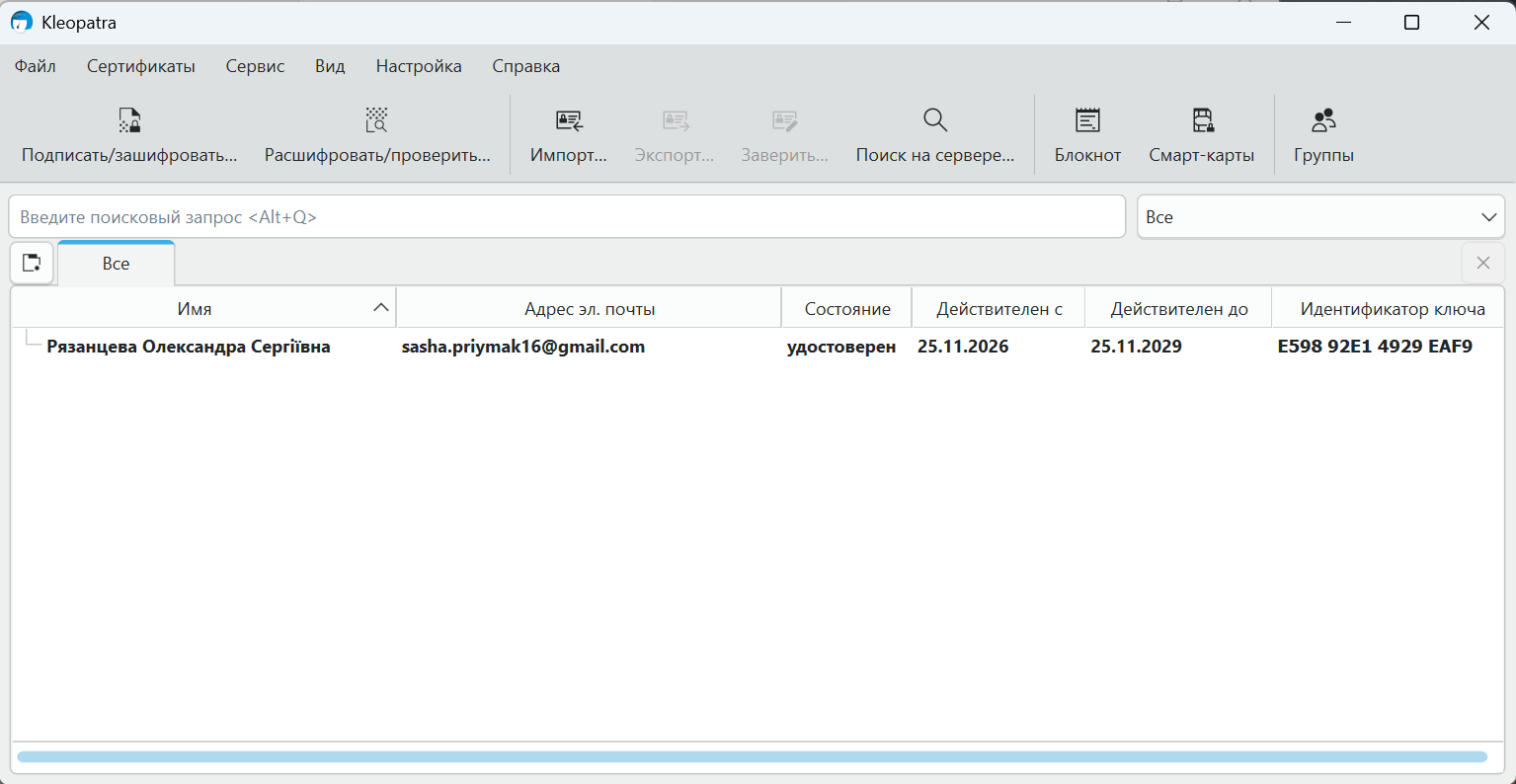 Kleopatra
Файл Сертификаты Сервис Вид Настройка Справка
Подписать/зашифровать... Расшифровать/проверить... Импорт... Экспорт... Заверить... Поиск на сервере... Блокнот Смарт-карты Группы
Введите поисковый запрос <Alt+Q> Все
Все
Имя Адрес эл. почты Состояние Действителен с Действителен до Идентификатор ключа
Рязанцева Олександра Сергіївна sasha.priymak16@gmail.com удостоверен 25.11.2026 25.11.2029 E598 92E1 4929 EAF9